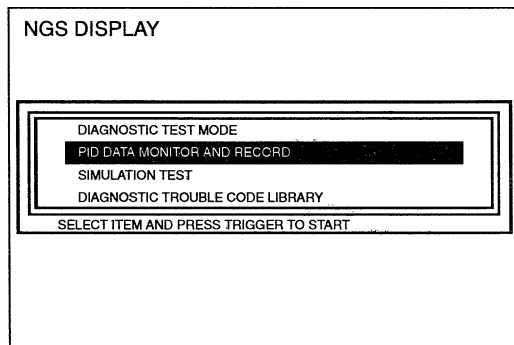 NGS DISPLAY
DIAGNOSTIC TEST MODE
PID DATA MONITOR AND RECORD
SIMULATION TEST
DIAGNOSTIC TROUBLE CODE LIBRARY
SELECT ITEM AND PRESS TRIGGER TO START